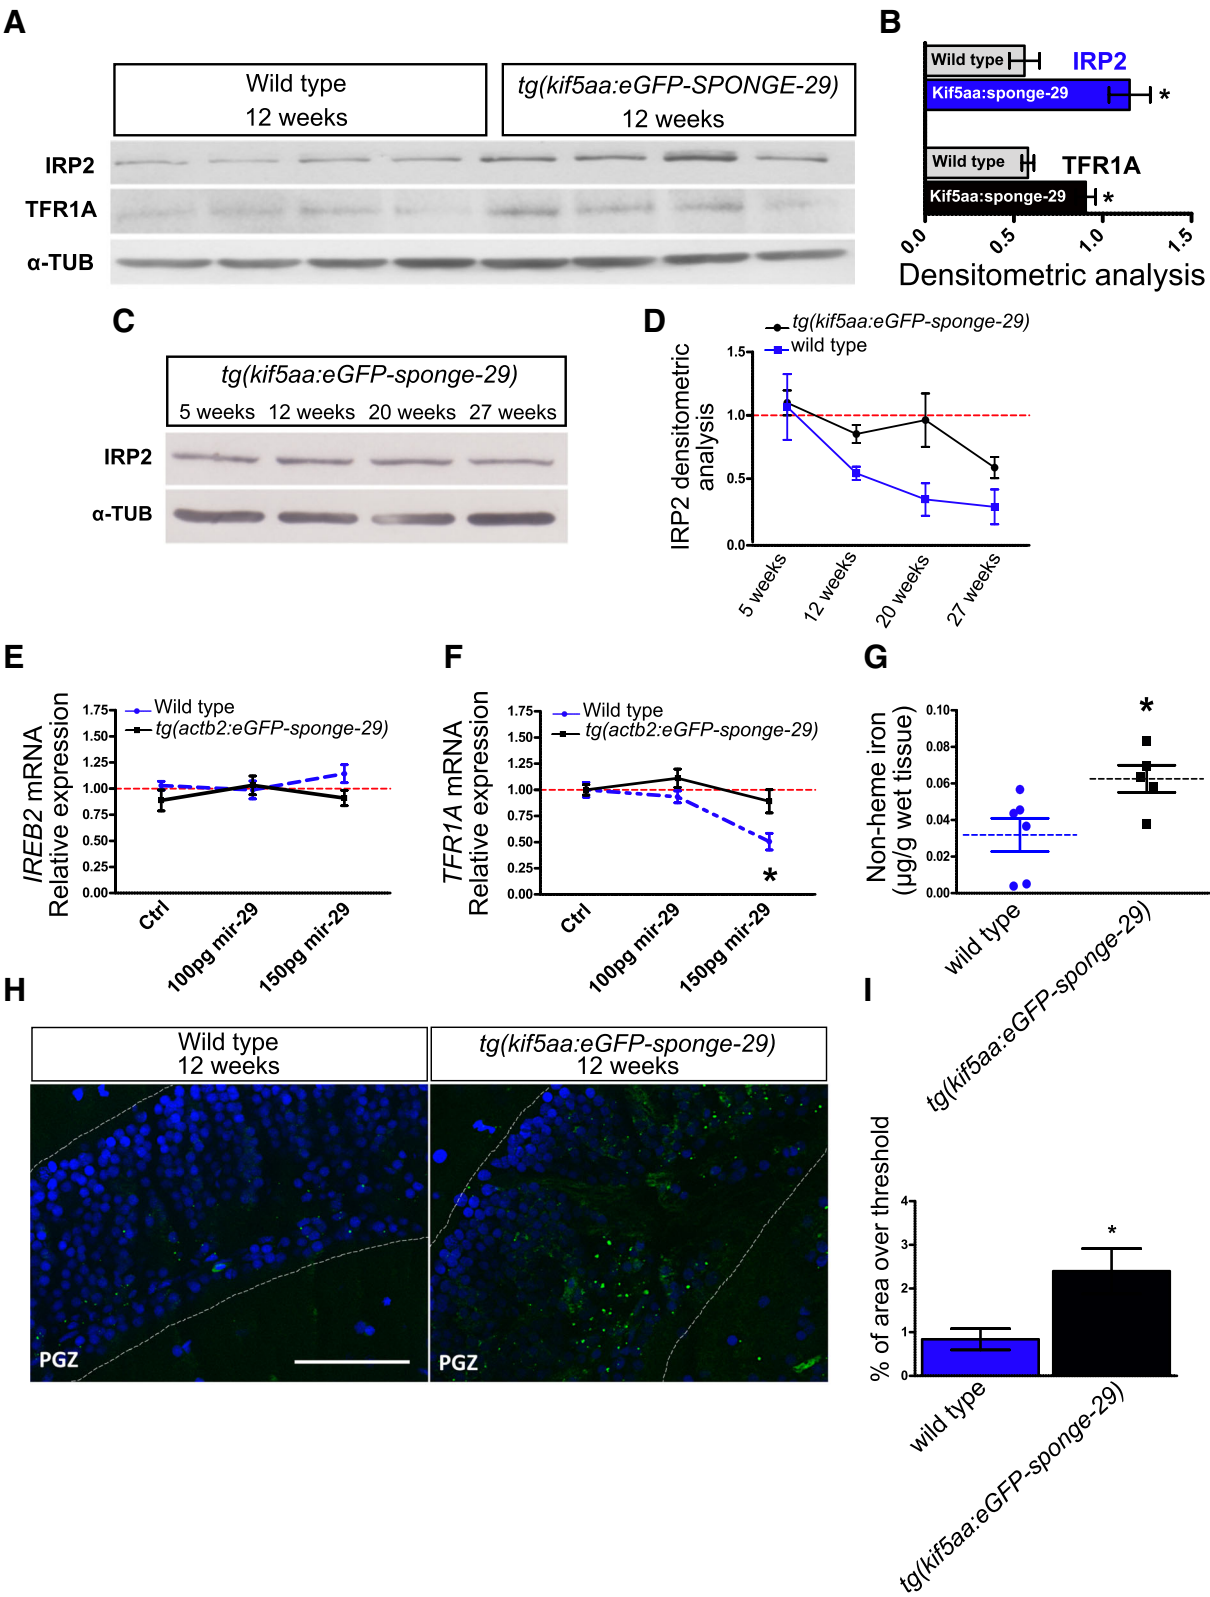 A
Wild type
12 weeks
tg(kif5aa:eGFP-SPONGE-29)
12 weeks
IRP2
TFR1A
α-TUB
B
Wild type
IRP2
Kif5aa:sponge-29
*
Wild type
TFR1A
Kif5aa:sponge-29
*
0.0
0.5
1.0
1.5
Densitometric analysis
C
tg(kif5aa:eGFP-sponge-29)
5 weeks 12 weeks 20 weeks 27 weeks
IRP2
α-TUB
D
tg(kif5aa:eGFP-sponge-29)
wild type
IRP2 densitometric
analysis
1.5
1.0
0.5
0.0
5 weeks
12 weeks
20 weeks
27 weeks
E
IREB2 mRNA
Relative expression
Wild type
tg(actb2:eGFP-sponge-29)
1.75
1.50
1.25
1.00
0.75
0.50
0.25
0.00
Ctrl
100pg mir-29
150pg mir-29
F
TFR1A mRNA
Relative expression
Wild type
tg(actb2:eGFP-sponge-29)
1.75
1.50
1.25
1.00
0.75
0.50
0.25
0.00
*
Ctrl
100pg mir-29
150pg mir-29
G
Non-heme iron
(µg/g wet tissue)
0.10
0.08
0.06
0.04
0.02
0.00
*
wild type
tg(kif5aa:eGFP-sponge-29)
H
Wild type
12 weeks
tg(kif5aa:eGFP-sponge-29)
12 weeks
PGZ
PGZ
I
% of area over threshold
4
3
2
1
0
*
wild type
tg(kif5aa:eGFP-sponge-29)